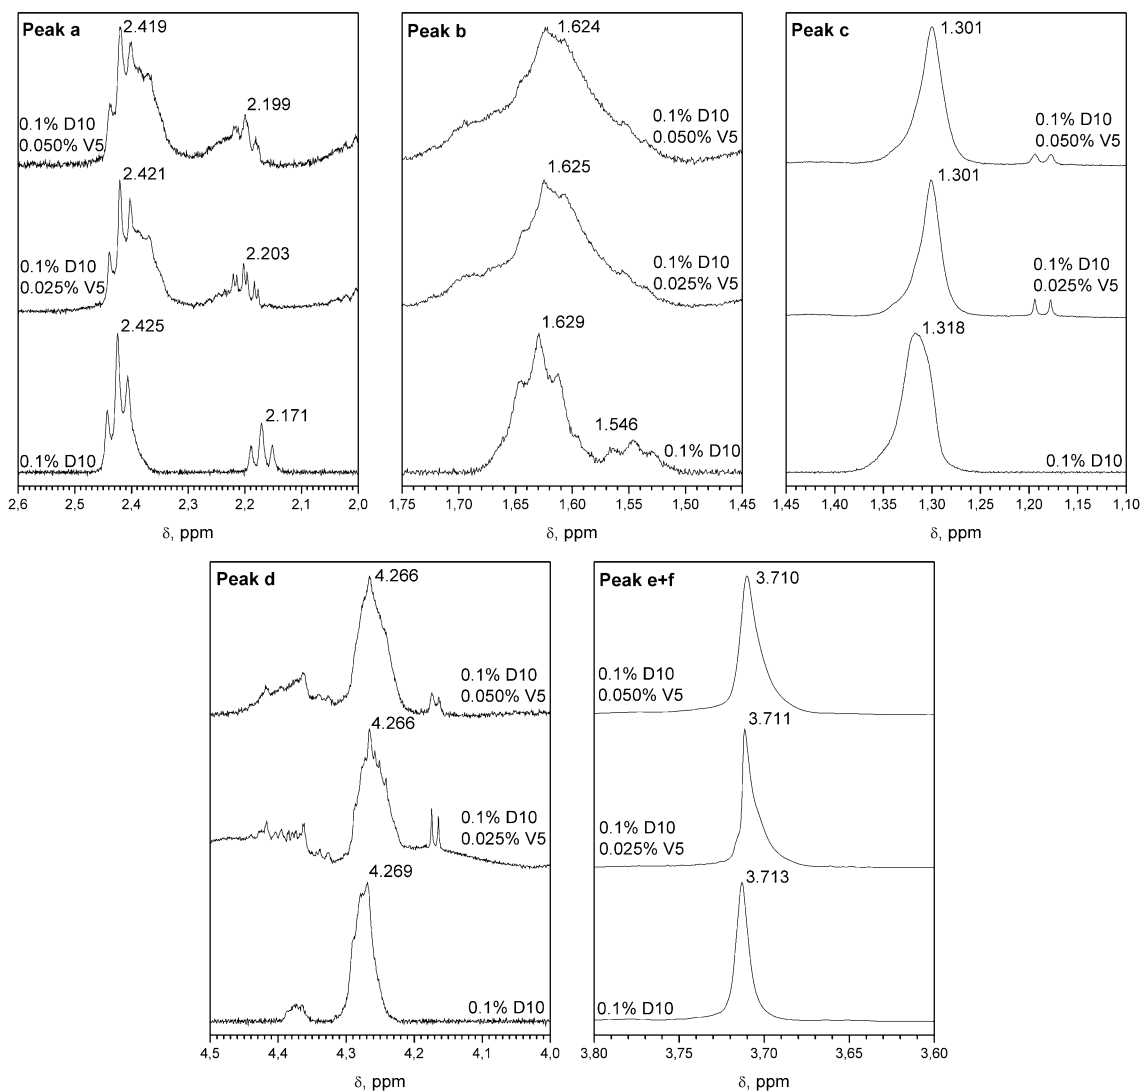 Peak a
2.419
2.199
0.1% D10
0.050% V5
2.421
2.203
0.1% D10
0.025% V5
2.425
2.171
0.1% D10
2,6 2,5 2,4 2,3 2,2 2,1 2,0
δ, ppm
Peak b
1.624
0.1% D10
0.050% V5
1.625
0.1% D10
0.025% V5
1.629
1.546
0.1% D10
1,75 1,70 1,65 1,60 1,55 1,50 1,45
δ, ppm
Peak c
1.301
0.1% D10
0.050% V5
1.301
0.1% D10
0.025% V5
1.318
0.1% D10
1,45 1,40 1,35 1,30 1,25 1,20 1,15 1,10
δ, ppm
Peak d
4.266
0.1% D10
0.050% V5
4.266
0.1% D10
0.025% V5
4.269
0.1% D10
4,5 4,4 4,3 4,2 4,1 4,0
δ, ppm
Peak e+f
3.710
0.1% D10
0.050% V5
3.711
0.1% D10
0.025% V5
3.713
0.1% D10
3,80 3,75 3,70 3,65 3,60
δ, ppm